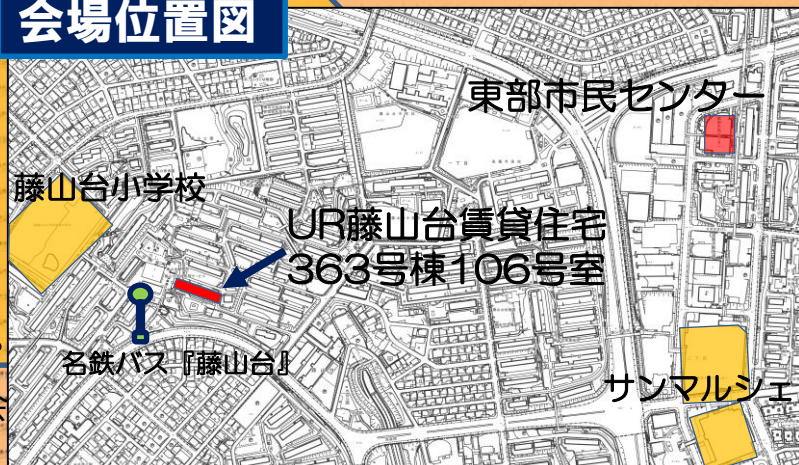 会場位置図
東部市民センター
藤山台小学校
UR藤山台賃貸住宅
363号棟106号室
名鉄バス『藤山台』
サンマルシェ